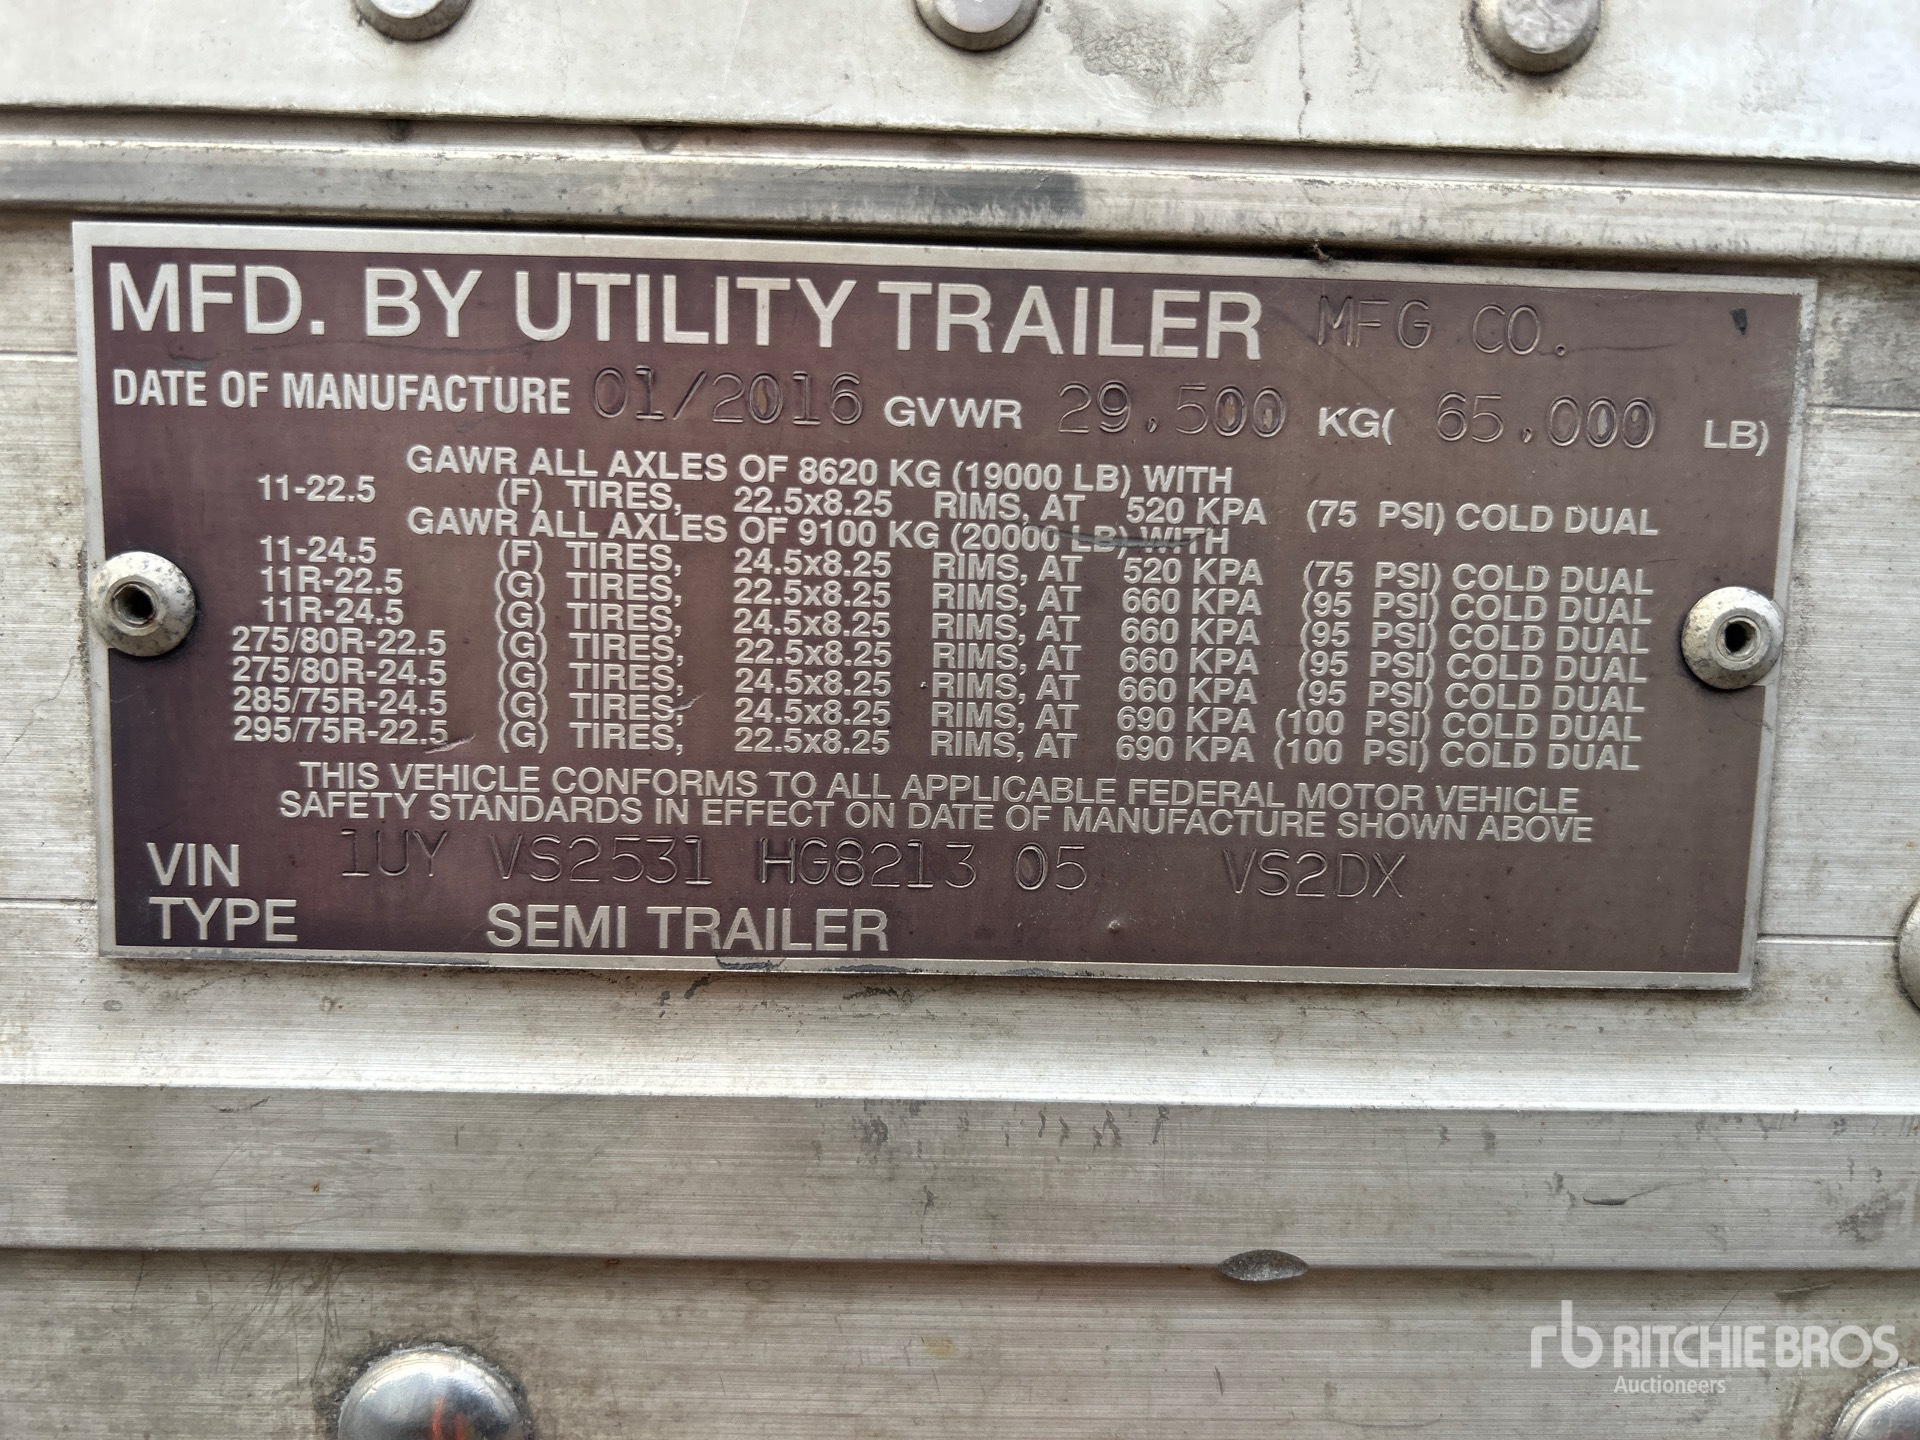 MFD. BY UTILITY TRAILER MFG CO.
DATE OF MANUFACTURE 01/2016 GVWR 29,500 KG( 65,000 LB)
GAWR ALL AXLES OF 8620 KG (19000 LB) WITH
11-22.5 (F) TIRES, 22.5x8.25 RIMS, AT 520 KPA (75 PSI) COLD DUAL
GAWR ALL AXLES OF 9100 KG (20000 LB) WITH
11-24.5 (F) TIRES, 24.5x8.25 RIMS, AT 520 KPA (75 PSI) COLD DUAL
11R-22.5 (G) TIRES, 22.5x8.25 RIMS, AT 660 KPA (95 PSI) COLD DUAL
11R-24.5 (G) TIRES, 24.5x8.25 RIMS, AT 660 KPA (95 PSI) COLD DUAL
275/80R-22.5 (G) TIRES, 22.5x8.25 RIMS, AT 660 KPA (95 PSI) COLD DUAL
275/80R-24.5 (G) TIRES, 24.5x8.25 RIMS, AT 660 KPA (95 PSI) COLD DUAL
285/75R-24.5 (G) TIRES, 24.5x8.25 RIMS, AT 690 KPA (100 PSI) COLD DUAL
295/75R-22.5 (G) TIRES, 22.5x8.25 RIMS, AT 690 KPA (100 PSI) COLD DUAL
THIS VEHICLE CONFORMS TO ALL APPLICABLE FEDERAL MOTOR VEHICLE
SAFETY STANDARDS IN EFFECT ON DATE OF MANUFACTURE SHOWN ABOVE
VIN 1UY VS2531 HG8213 05 VS2DX
TYPE SEMI TRAILER
rb RITCHIE BROS
Auctioneers